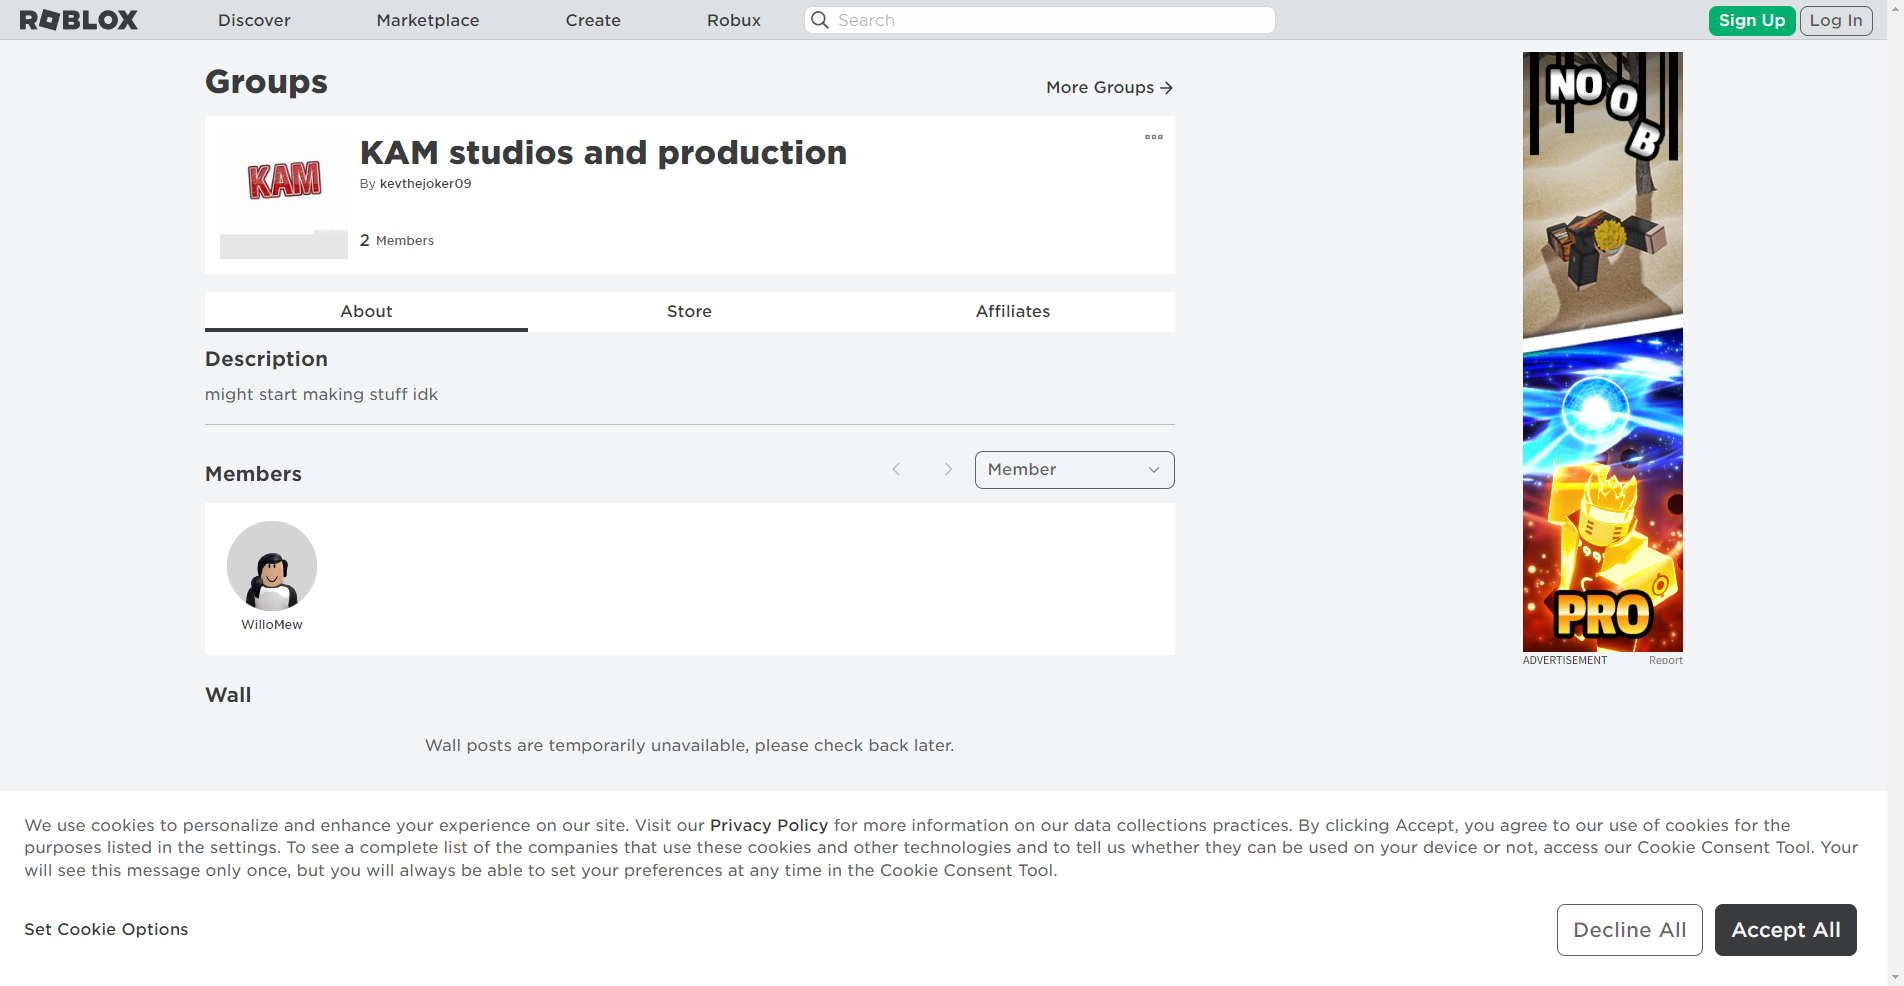 ROBLOX
Discover
Marketplace
Create
Robux
Search
Sign Up
Log In
Groups
More Groups
KAM
KAM studios and production
By kevthejoker09
2 Members
About
Store
Affiliates
Description
might start making stuff idk
Members
Member
WilloMew
Wall
Wall posts are temporarily unavailable, please check back later.
NOOB
PRO
ADVERTISEMENT
Report
We use cookies to personalize and enhance your experience on our site. Visit our Privacy Policy for more information on our data collections practices. By clicking Accept, you agree to our use of cookies for the
purposes listed in the settings. To see a complete list of the companies that use these cookies and other technologies and to tell us whether they can be used on your device or not, access our Cookie Consent Tool. Your
will see this message only once, but you will always be able to set your preferences at any time in the Cookie Consent Tool.
Set Cookie Options
Decline All
Accept All